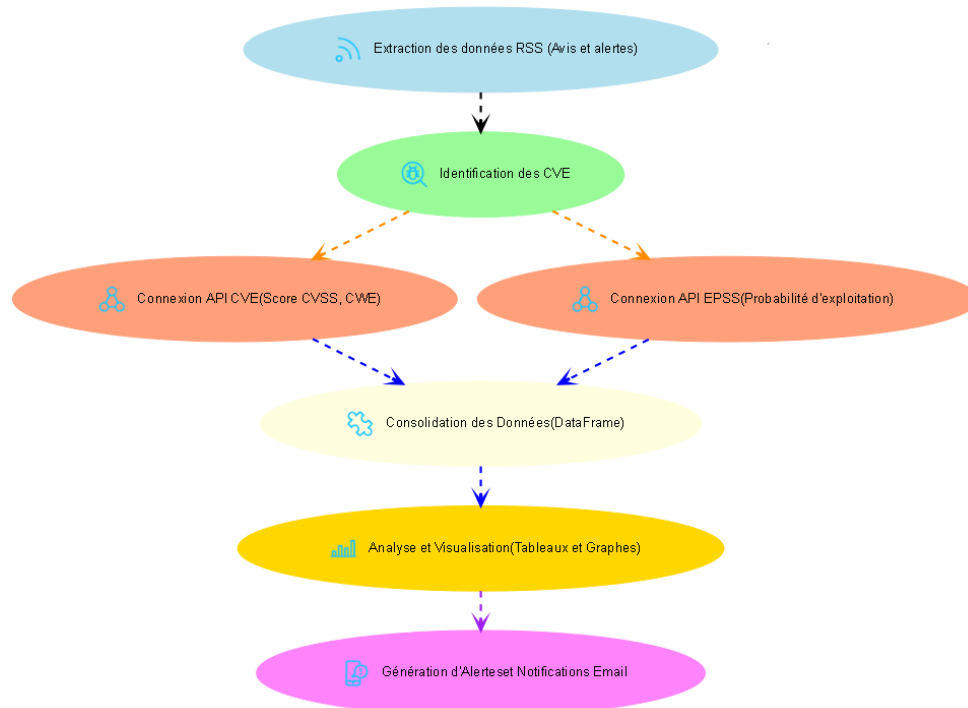 Extraction des données RSS (Avis et alertes)
Identification des CVE
Connexion API CVE(Score CVSS, CWE)
Connexion API EPSS(Probabilité d'exploitation)
Consolidation des Données(DataFrame)
Analyse et Visualisation(Tableaux et Graphes)
Génération d'Alerteset Notifications Email